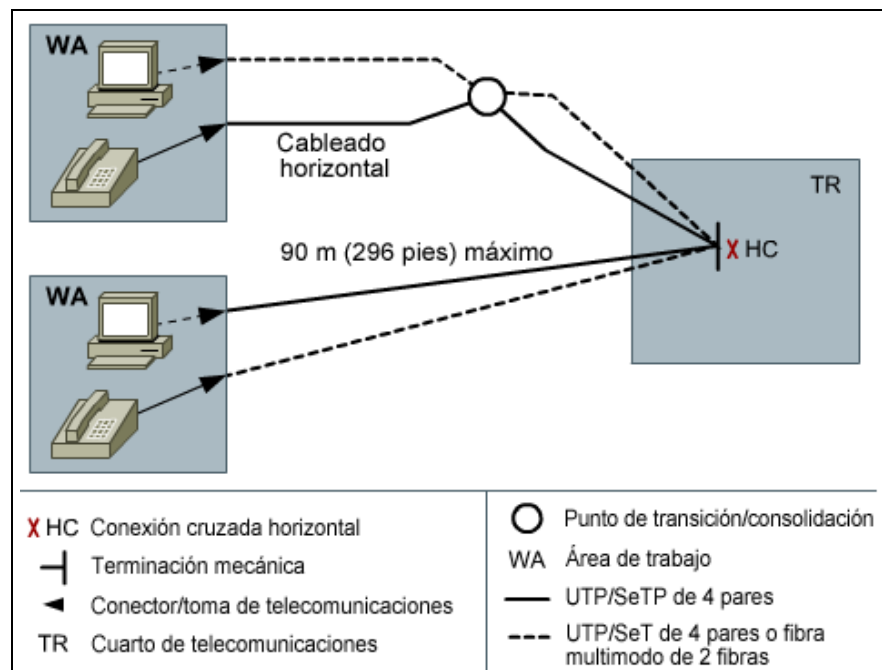 WA
Cableado
horizontal
TR
90 m (296 pies) máximo
X HC
WA
X HC Conexión cruzada horizontal
Terminación mecánica
Conector/toma de telecomunicaciones
TR Cuarto de telecomunicaciones
Punto de transición/consolidación
WA Área de trabajo
UTP/SeTP de 4 pares
UTP/SeT de 4 pares o fibra
multimodo de 2 fibras